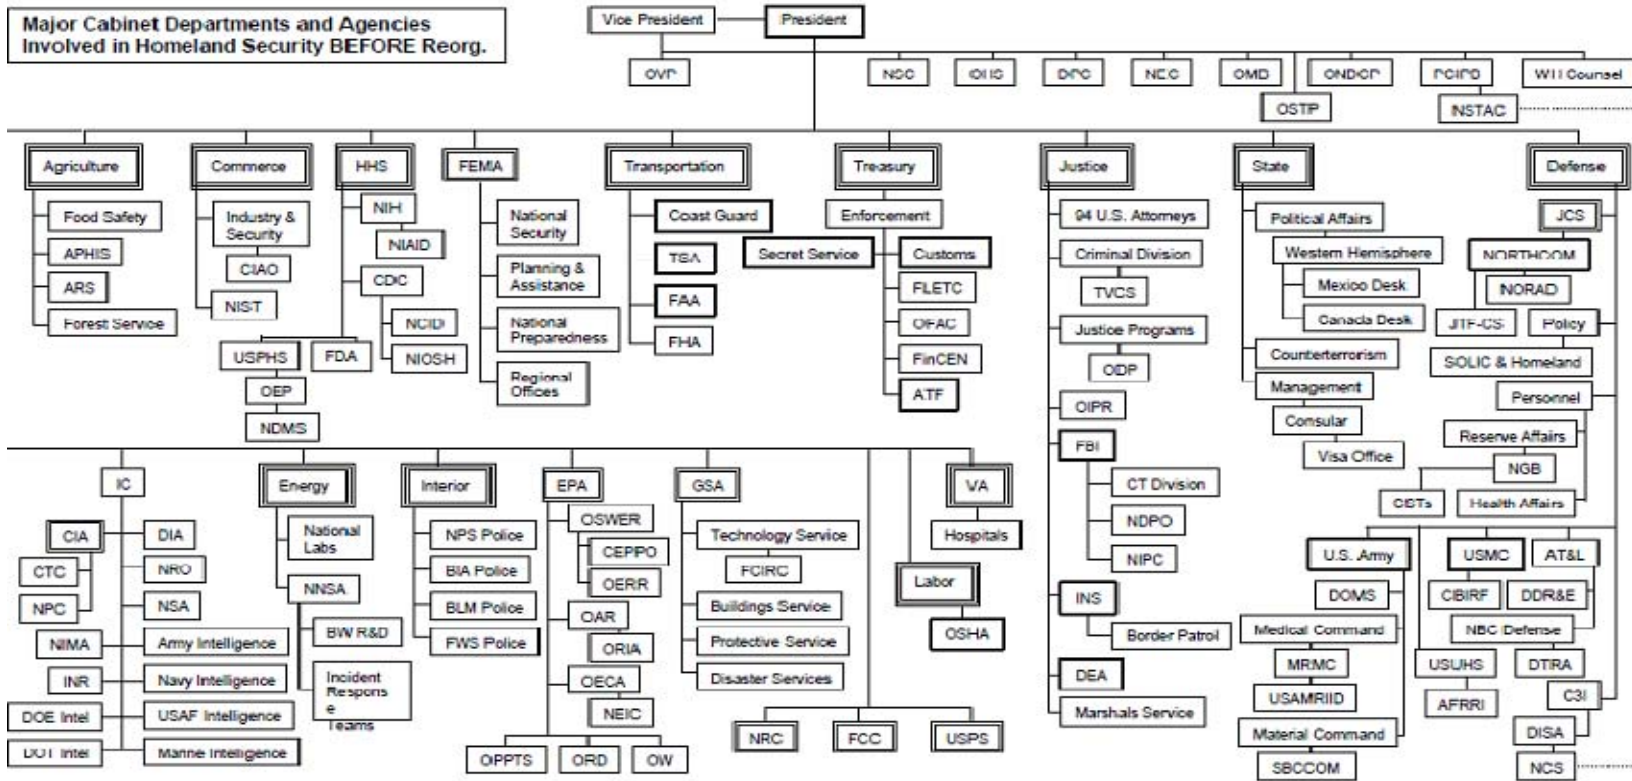 Major Cabinet Departments and Agencies
Involved in Homeland Security BEFORE Reorg.
Vice President
President
OVP
NSC
OHS
DPC
NEC
OMB
WH Counsel
OSTP
Agriculture
Commerce
HHS
FEMA
Transportation
Treasury
Justice
State
Defense
Food Safety
APHIS
ARS
Forest Service
Industry &
Security
CIAO
NIST
NIH
NIAID
CDC
NIOSH
USPHS
FDA
OEP
NDMS
National
Security
Planning &
Assistance
National
Preparedness
Regional
Offices
Coast Guard
TSA
FAA
FHA
Enforcement
Secret Service
Customs
FLETC
OFAC
FinCEN
ATF
94 U.S. Attorneys
Criminal Division
TVCS
Justice Programs
ODP
OIPR
FBI
CT Division
NDPO
NIPC
INS
Border Patrol
DEA
Marshals Service
Political Affairs
Western Hemisphere
Mexico Desk
Canada Desk
Counterterrorism
Management
Consular
Visa Office
JCS
NORTHCOM
NORAD
JTF-CS
Policy
SOLIC & Homeland
Personnel
Reserve Affairs
NGB
Health Affairs
U.S. Army
USMC
AT&L
DOMS
CIBIRF
DDR&E
Medical Command
NBC Defense
MRMC
USUHS
DTRA
USAMRIID
AFRRI
C3I
Material Command
DISA
SBCCOM
NCS
IC
CIA
DIA
CTC
NRO
NPC
NSA
NIMA
Army Intelligence
INR
Navy Intelligence
DOE Intel
USAF Intelligence
DOT Intel
Marine Intelligence
Energy
National
Labs
NNSA
BW R&D
Incident
Respons
e
Teams
Interior
NPS Police
BIA Police
BLM Police
FWS Police
EPA
OSWER
OERR
OAR
ORIA
OECA
NEIC
OPPTS
ORD
OW
GSA
Technology Service
Buildings Service
Protective Service
Disaster Services
VA
Hospitals
Labor
OSHA
NRC
FCC
USPS